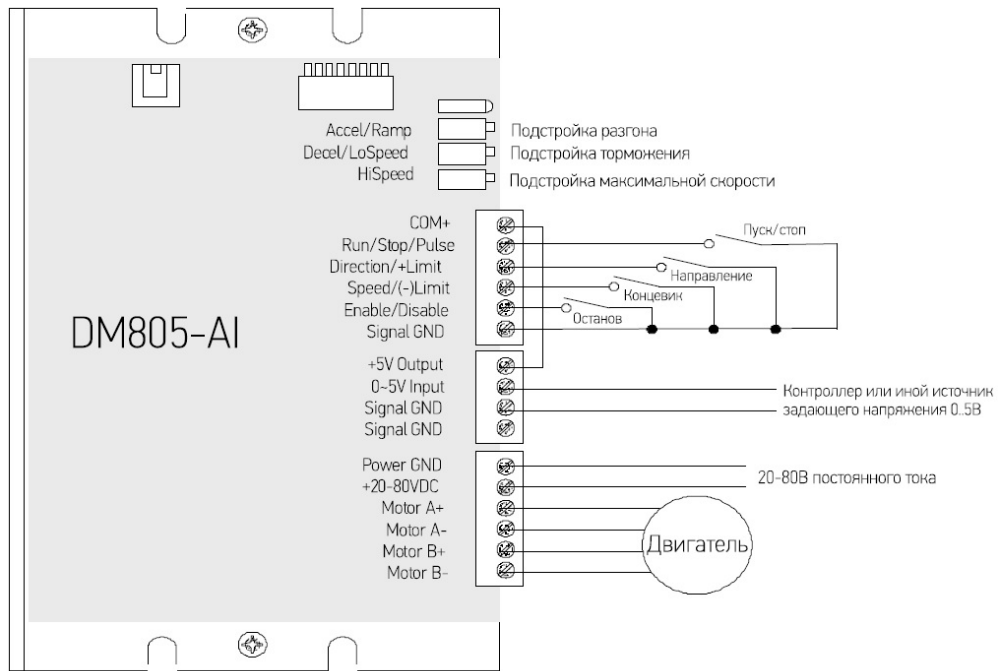 Accel/Ramp
Подстройка разгона
Decel/LoSpeed
Подстройка торможения
HiSpeed
Подстройка максимальной скорости
COM+
Run/Stop/Pulse
Пуск/стоп
Direction/+Limit
Направление
Speed/(-)Limit
Концевик
Enable/Disable
Останов
Signal GND
DM805-AI
+5V Output
0~5V Input
Signal GND
Signal GND
Контроллер или иной источник
задающего напряжения 0..5В
Power GND
+20-80VDC
20-80В постоянного тока
Motor A+
Motor A-
Motor B+
Motor B-
Двигатель